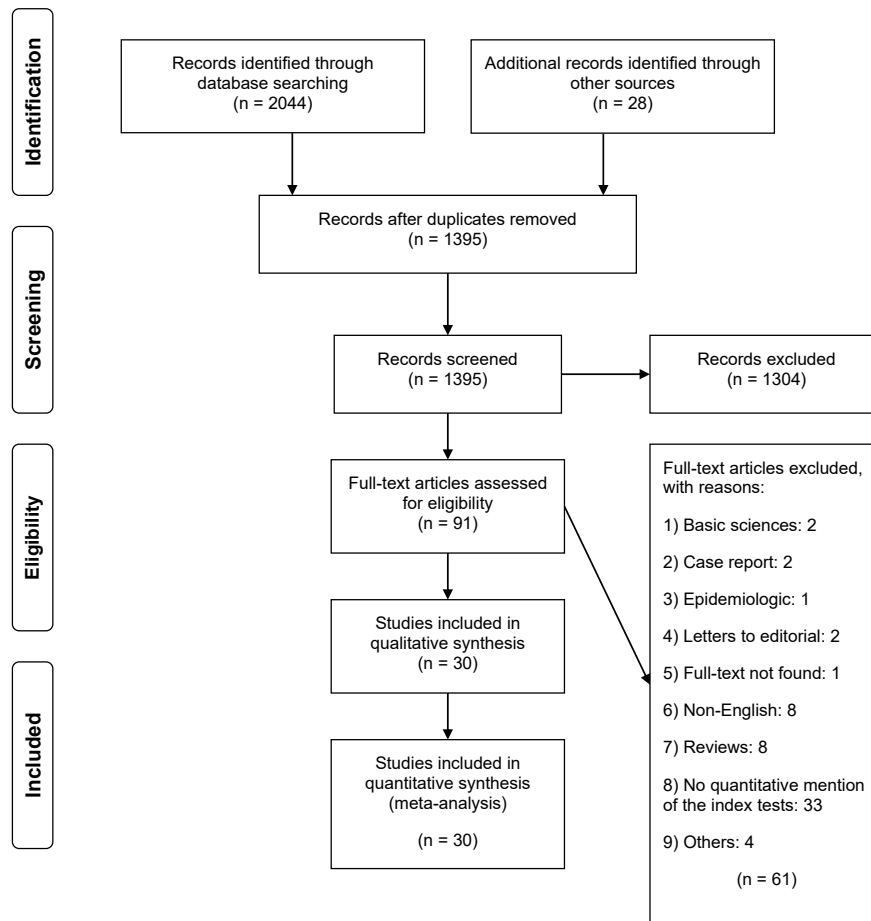 Identification
Records identified through
database searching
(n = 2044)
Additional records identified through
other sources
(n = 28)
Records after duplicates removed
(n = 1395)
Screening
Records screened
(n = 1395)
Records excluded
(n = 1304)
Eligibility
Full-text articles assessed
for eligibility
(n = 91)
Full-text articles excluded,
with reasons:
1) Basic sciences: 2
2) Case report: 2
3) Epidemiologic: 1
4) Letters to editorial: 2
5) Full-text not found: 1
6) Non-English: 8
7) Reviews: 8
8) No quantitative mention
of the index tests: 33
9) Others: 4
(n = 61)
Studies included in
qualitative synthesis
(n = 30)
Included
Studies included in
quantitative synthesis
(meta-analysis)
(n = 30)